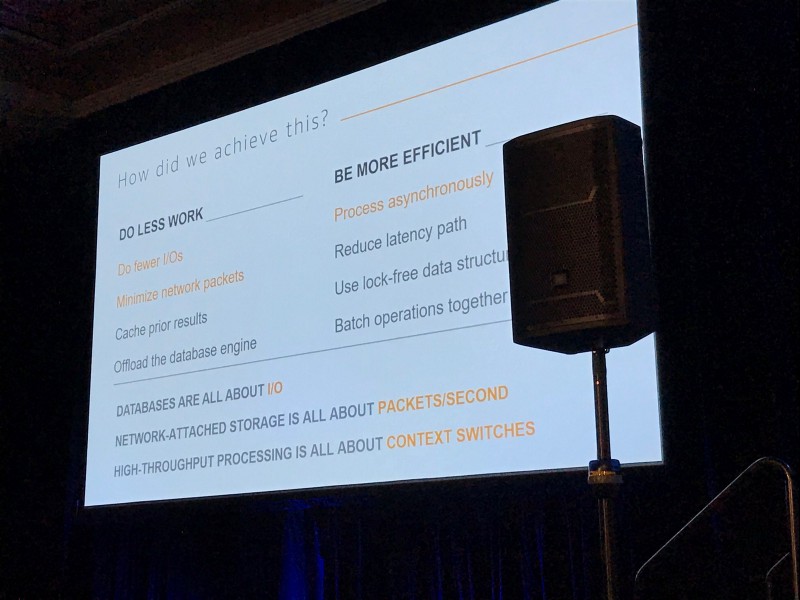 How did we achieve this?
DO LESS WORK
Do fewer I/Os
Minimize network packets
Cache prior results
Offload the database engine
BE MORE EFFICIENT
Process asynchronously
Reduce latency path
Use lock-free data structu
Batch operations together
DATABASES ARE ALL ABOUT I/O
NETWORK-ATTACHED STORAGE IS ALL ABOUT PACKETS/SECOND
HIGH-THROUGHPUT PROCESSING IS ALL ABOUT CONTEXT SWITCHES